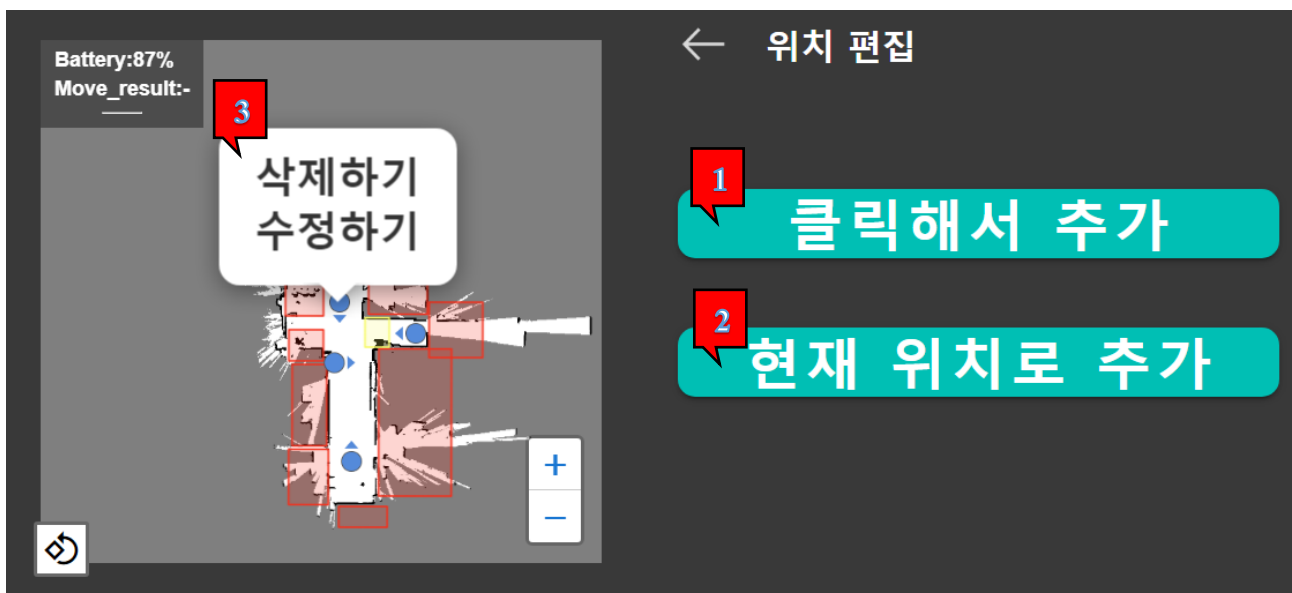 Battery:87%
Move_result:-
3
삭제하기
수정하기
+
−
← 위치 편집
1
클릭해서 추가
2
현재 위치로 추가